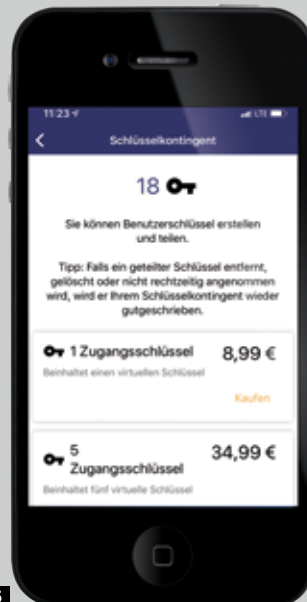 11:23 LTE
Schlüsselkontingent
18
Sie können Benutzerschlüssel erstellen
und teilen.
Tipp: Falls ein geteilter Schlüssel entfernt,
gelöscht oder nicht rechtzeitig angenommen
wird, wird er Ihrem Schlüsselkontingent wieder
gutgeschrieben.
1 Zugangsschlüssel 8,99 €
Beinhaltet einen virtuellen Schlüssel
Kaufen
5
Zugangsschlüssel 34,99 €
Beinhaltet fünf virtuelle Schlüssel